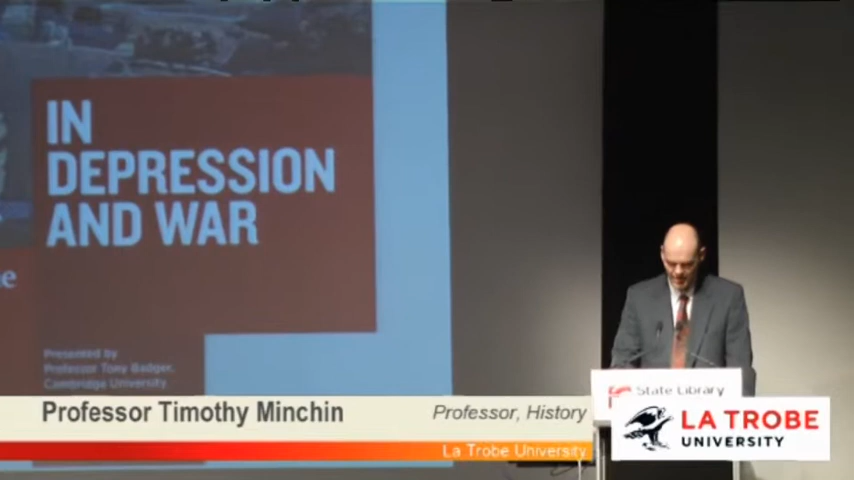 IN
DEPRESSION
AND WAR
e
Presented by
Professor Tony Badger,
Cambridge University
Professor Timothy Minchin
Professor, History
La Trobe University
State Library
LA TROBE
UNIVERSITY